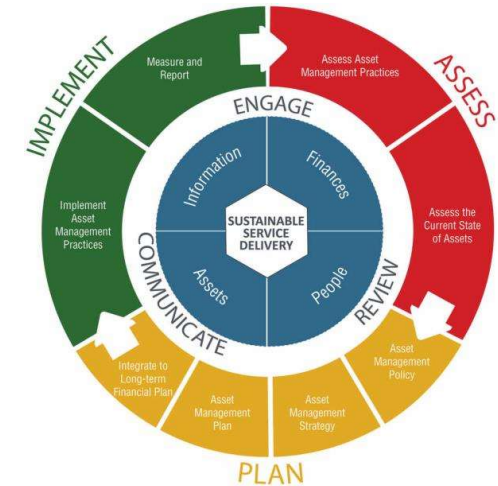 IMPLEMENT
Measure and
Report
Assess Asset
Management Practices
ASSESS
ENGAGE
Information
Finances
Implement
Asset
Management
Practices
SUSTAINABLE
SERVICE
DELIVERY
Assess the
Current State
of Assets
COMMUNICATE
Assets
People
REVIEW
Integrate to
Long-term
Financial Plan
Asset
Management
Plan
Asset
Management
Strategy
Asset
Management
Policy
PLAN